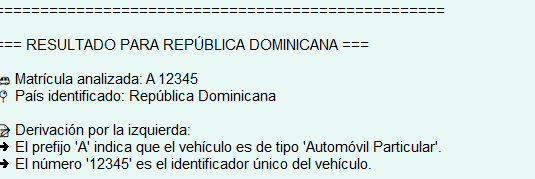 ==================================================
=== RESULTADO PARA REPÚBLICA DOMINICANA ===
🚗 Matrícula analizada: A 12345
📍 País identificado: República Dominicana
📝 Derivación por la izquierda:
➜ El prefijo 'A' indica que el vehículo es de tipo 'Automóvil Particular'.
➜ El número '12345' es el identificador único del vehículo.